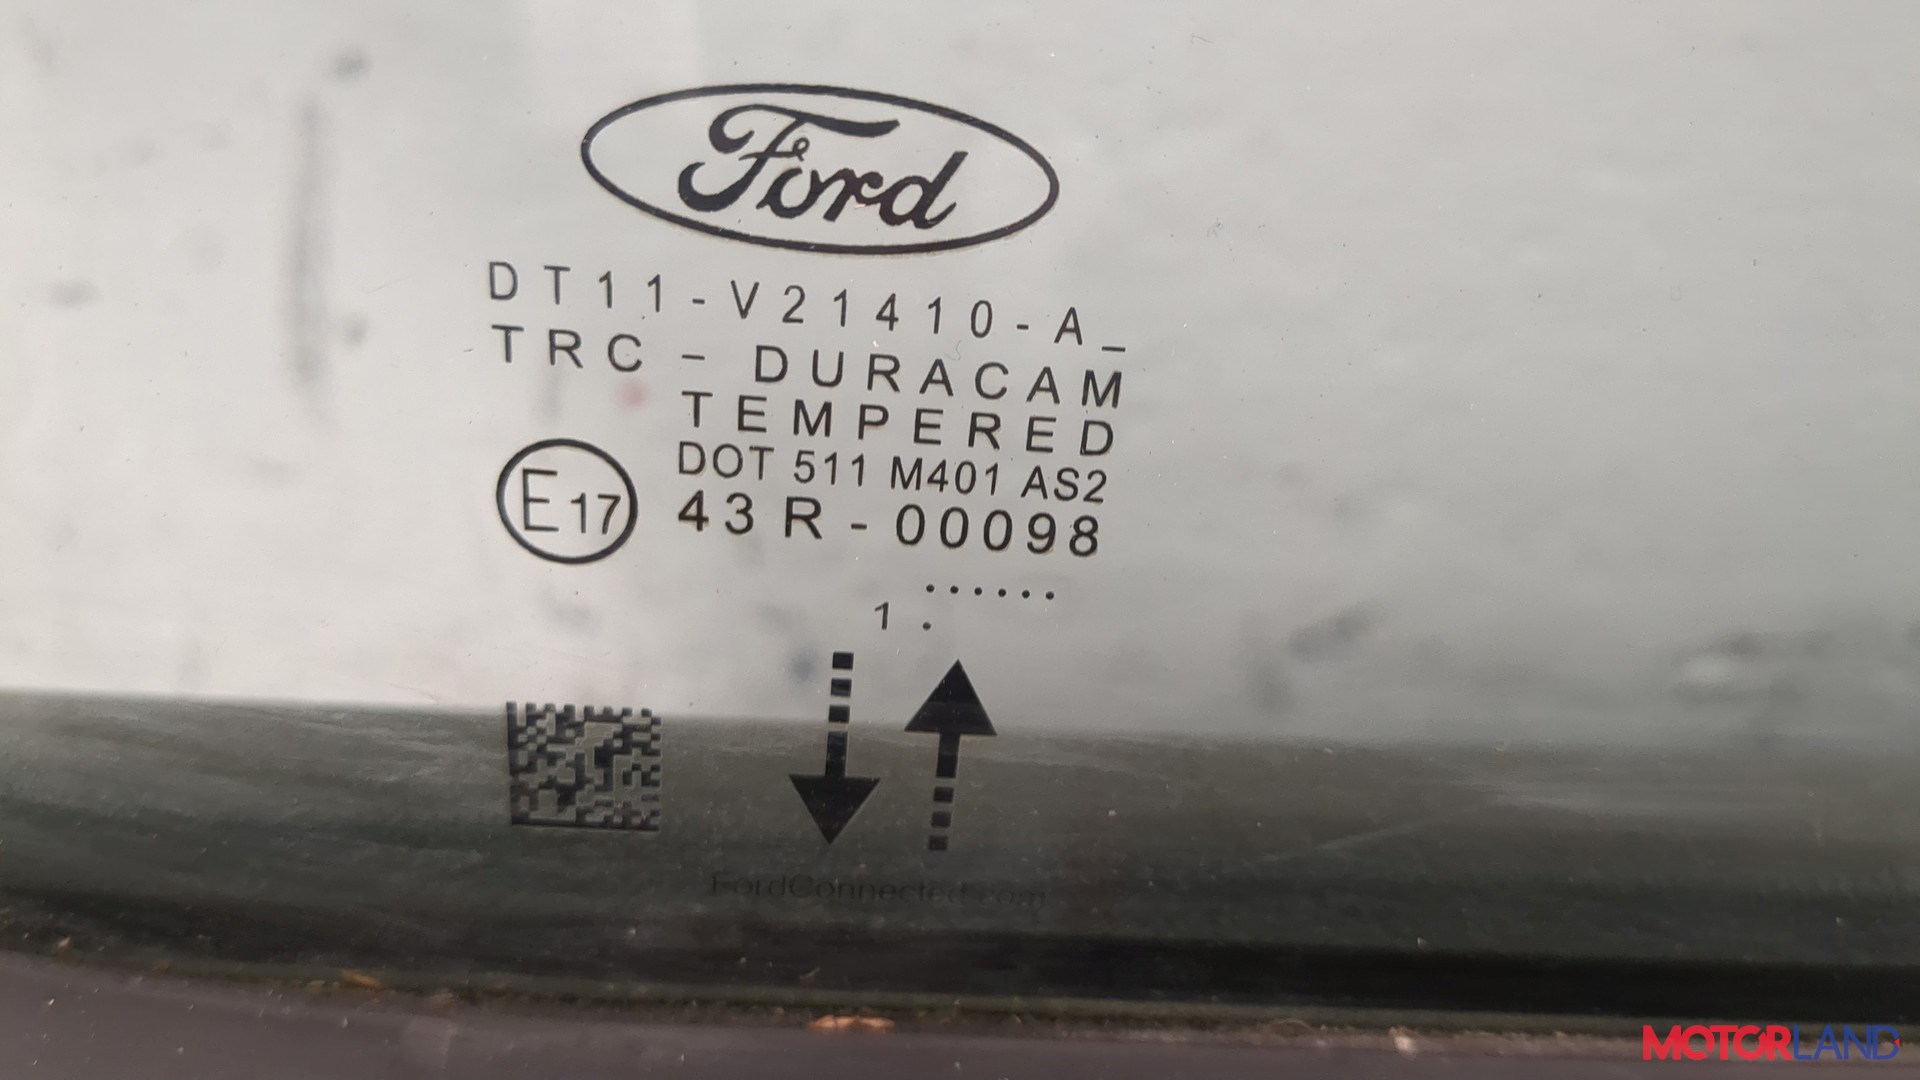 Ford
DT11-V21410-A_
TRC - DURACAM
TEMPERED
DOT 511 M401 AS2
E17 43R-00098
......
1 .
FordConnected.com
MOTORLAND